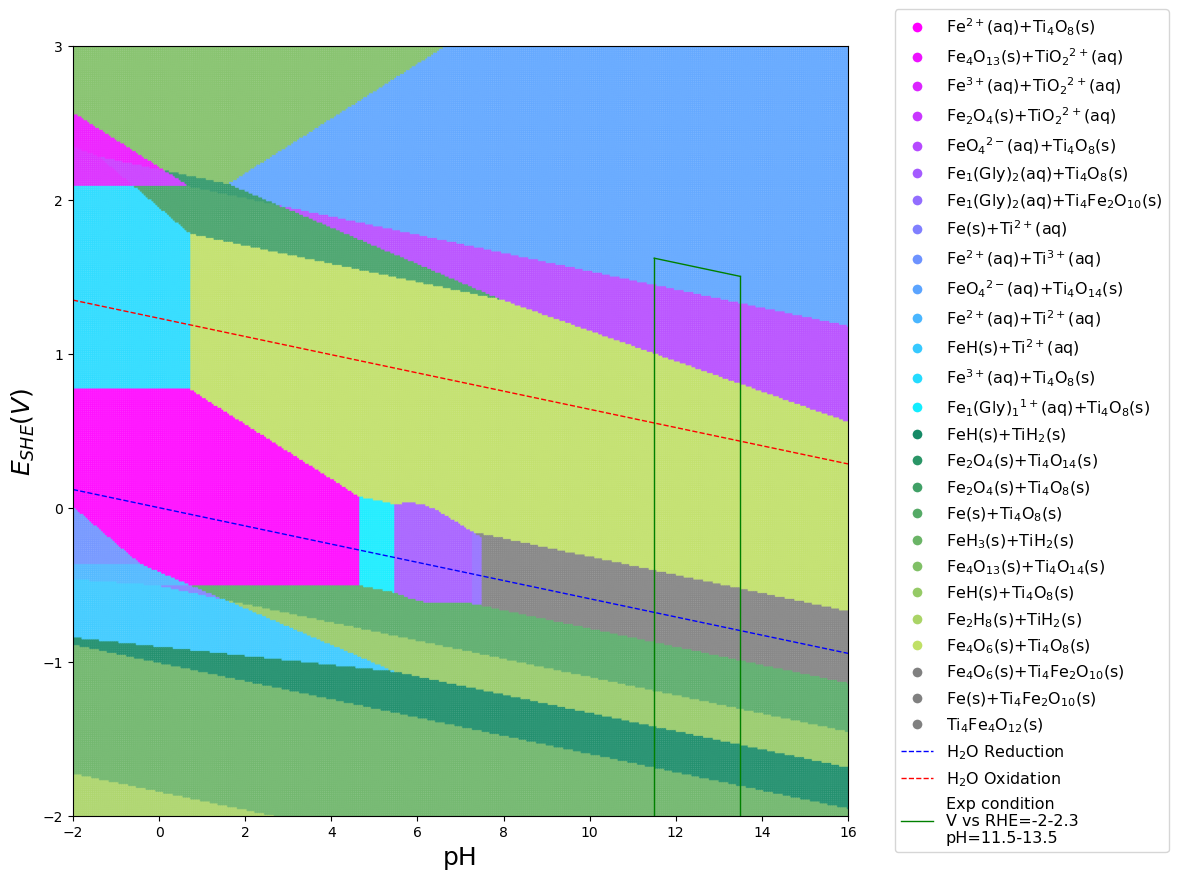 3
2
1
0
−1
−2
−2
0
2
4
6
8
10
12
14
16
pH
E_SHE(V)
Fe²⁺(aq)+Ti₄O₈(s)
Fe₄O₁₃(s)+TiO₂²⁺(aq)
Fe³⁺(aq)+TiO₂²⁺(aq)
Fe₂O₄(s)+TiO₂²⁺(aq)
FeO₄²⁻(aq)+Ti₄O₈(s)
Fe₁(Gly)₂(aq)+Ti₄O₈(s)
Fe₁(Gly)₂(aq)+Ti₄Fe₂O₁₀(s)
Fe(s)+Ti²⁺(aq)
Fe²⁺(aq)+Ti³⁺(aq)
FeO₄²⁻(aq)+Ti₄O₁₄(s)
Fe²⁺(aq)+Ti²⁺(aq)
FeH(s)+Ti²⁺(aq)
Fe³⁺(aq)+Ti₄O₈(s)
Fe₁(Gly)₁¹⁺(aq)+Ti₄O₈(s)
FeH(s)+TiH₂(s)
Fe₂O₄(s)+Ti₄O₁₄(s)
Fe₂O₄(s)+Ti₄O₈(s)
Fe(s)+Ti₄O₈(s)
FeH₃(s)+TiH₂(s)
Fe₄O₁₃(s)+Ti₄O₁₄(s)
FeH(s)+Ti₄O₈(s)
Fe₂H₈(s)+TiH₂(s)
Fe₄O₆(s)+Ti₄O₈(s)
Fe₄O₆(s)+Ti₄Fe₂O₁₀(s)
Fe(s)+Ti₄Fe₂O₁₀(s)
Ti₄Fe₄O₁₂(s)
H₂O Reduction
H₂O Oxidation
Exp condition
V vs RHE=-2-2.3
pH=11.5-13.5